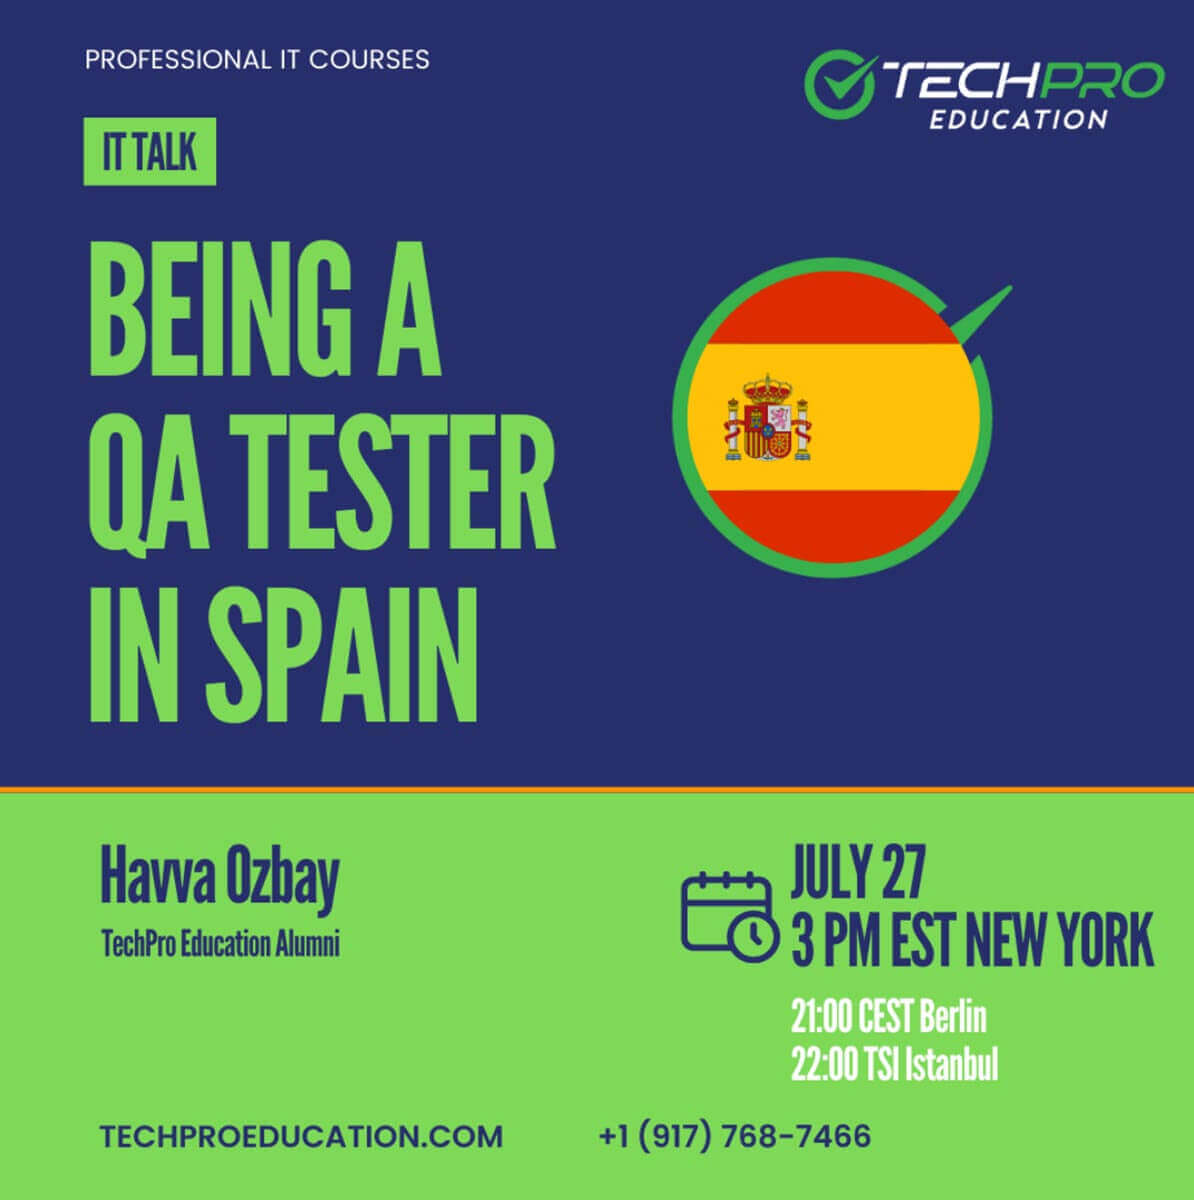 PROFESSIONAL IT COURSES
TECHPRO
EDUCATION
IT TALK
BEING A
QA TESTER
IN SPAIN
Havva Ozbay
TechPro Education Alumni
JULY 27
3 PM EST NEW YORK
21:00 CEST Berlin
22:00 TSI Istanbul
TECHPROEDUCATION.COM
+1 (917) 768-7466